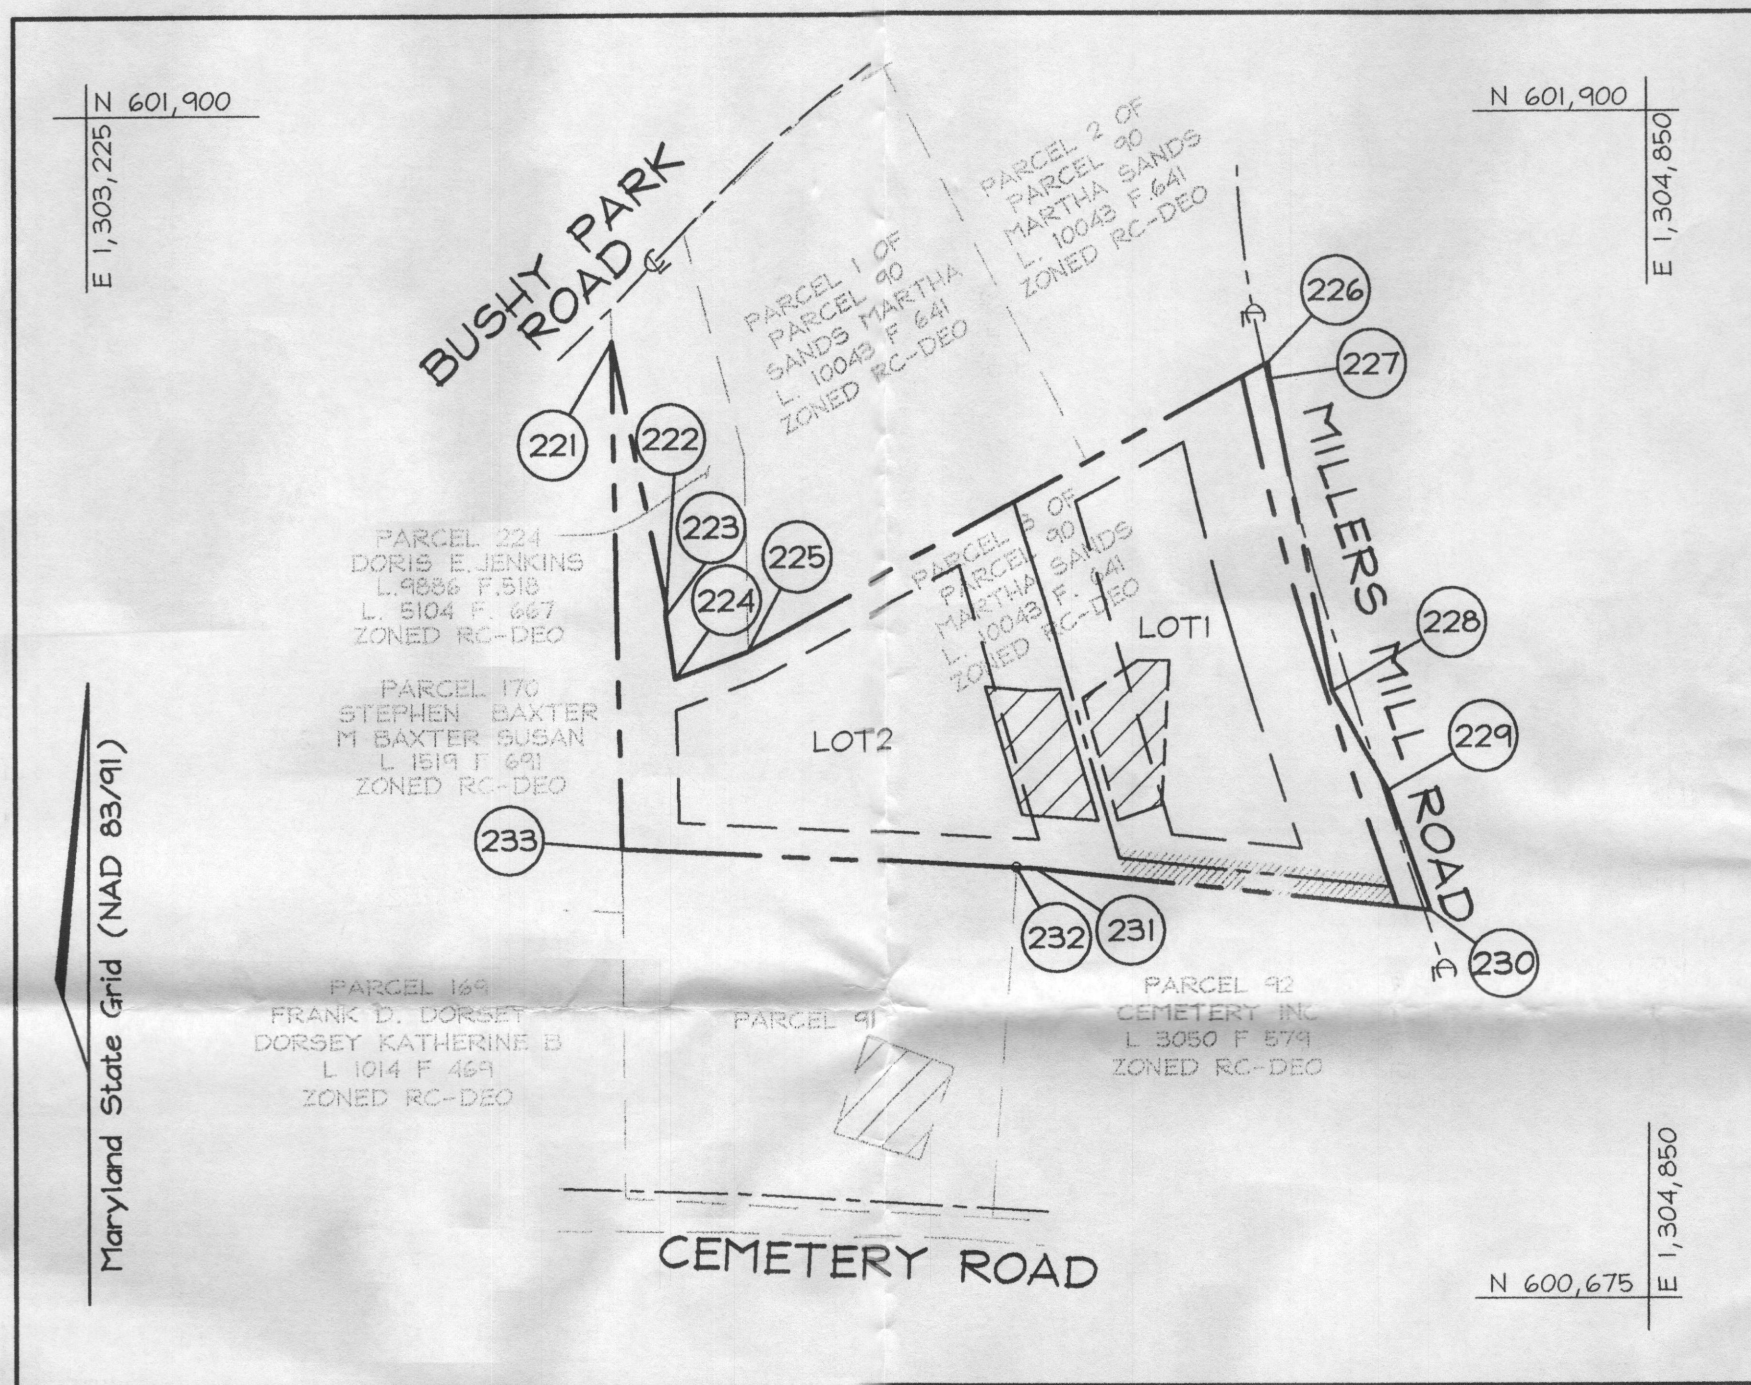 N 601,900
E 1,303,225
N 601,900
E 1,304,850
BUSHY PARK
ROAD
PARCEL 2 OF
PARCEL 90
MARTHA SANDS
L. 10043 F.641
ZONED RC-DEO
PARCEL 1 OF
PARCEL 90
SANDS MARTHA
L. 10043 F 641
ZONED RC-DEO
226
227
221
222
223
225
224
PARCEL 224
DORIS E. JENKINS
L.9886 F.518
L. 5104 F. 667
ZONED RC-DEO
PARCEL 3 OF
PARCEL 90
MARTHA SANDS
L. 10043 F. 641
ZONED RC-DEO
LOT1
MILLERS MILL ROAD
228
229
PARCEL 170
STEPHEN BAXTER
M BAXTER SUSAN
L 1519 F 691
ZONED RC-DEO
LOT2
233
232
231
230
Maryland State Grid (NAD 83/91)
PARCEL 169
FRANK D. DORSET
DORSEY KATHERINE B
L 1014 F 469
ZONED RC-DEO
PARCEL 91
PARCEL 92
CEMETERY INC
L 3050 F 579
ZONED RC-DEO
CEMETERY ROAD
N 600,675
E 1,304,850